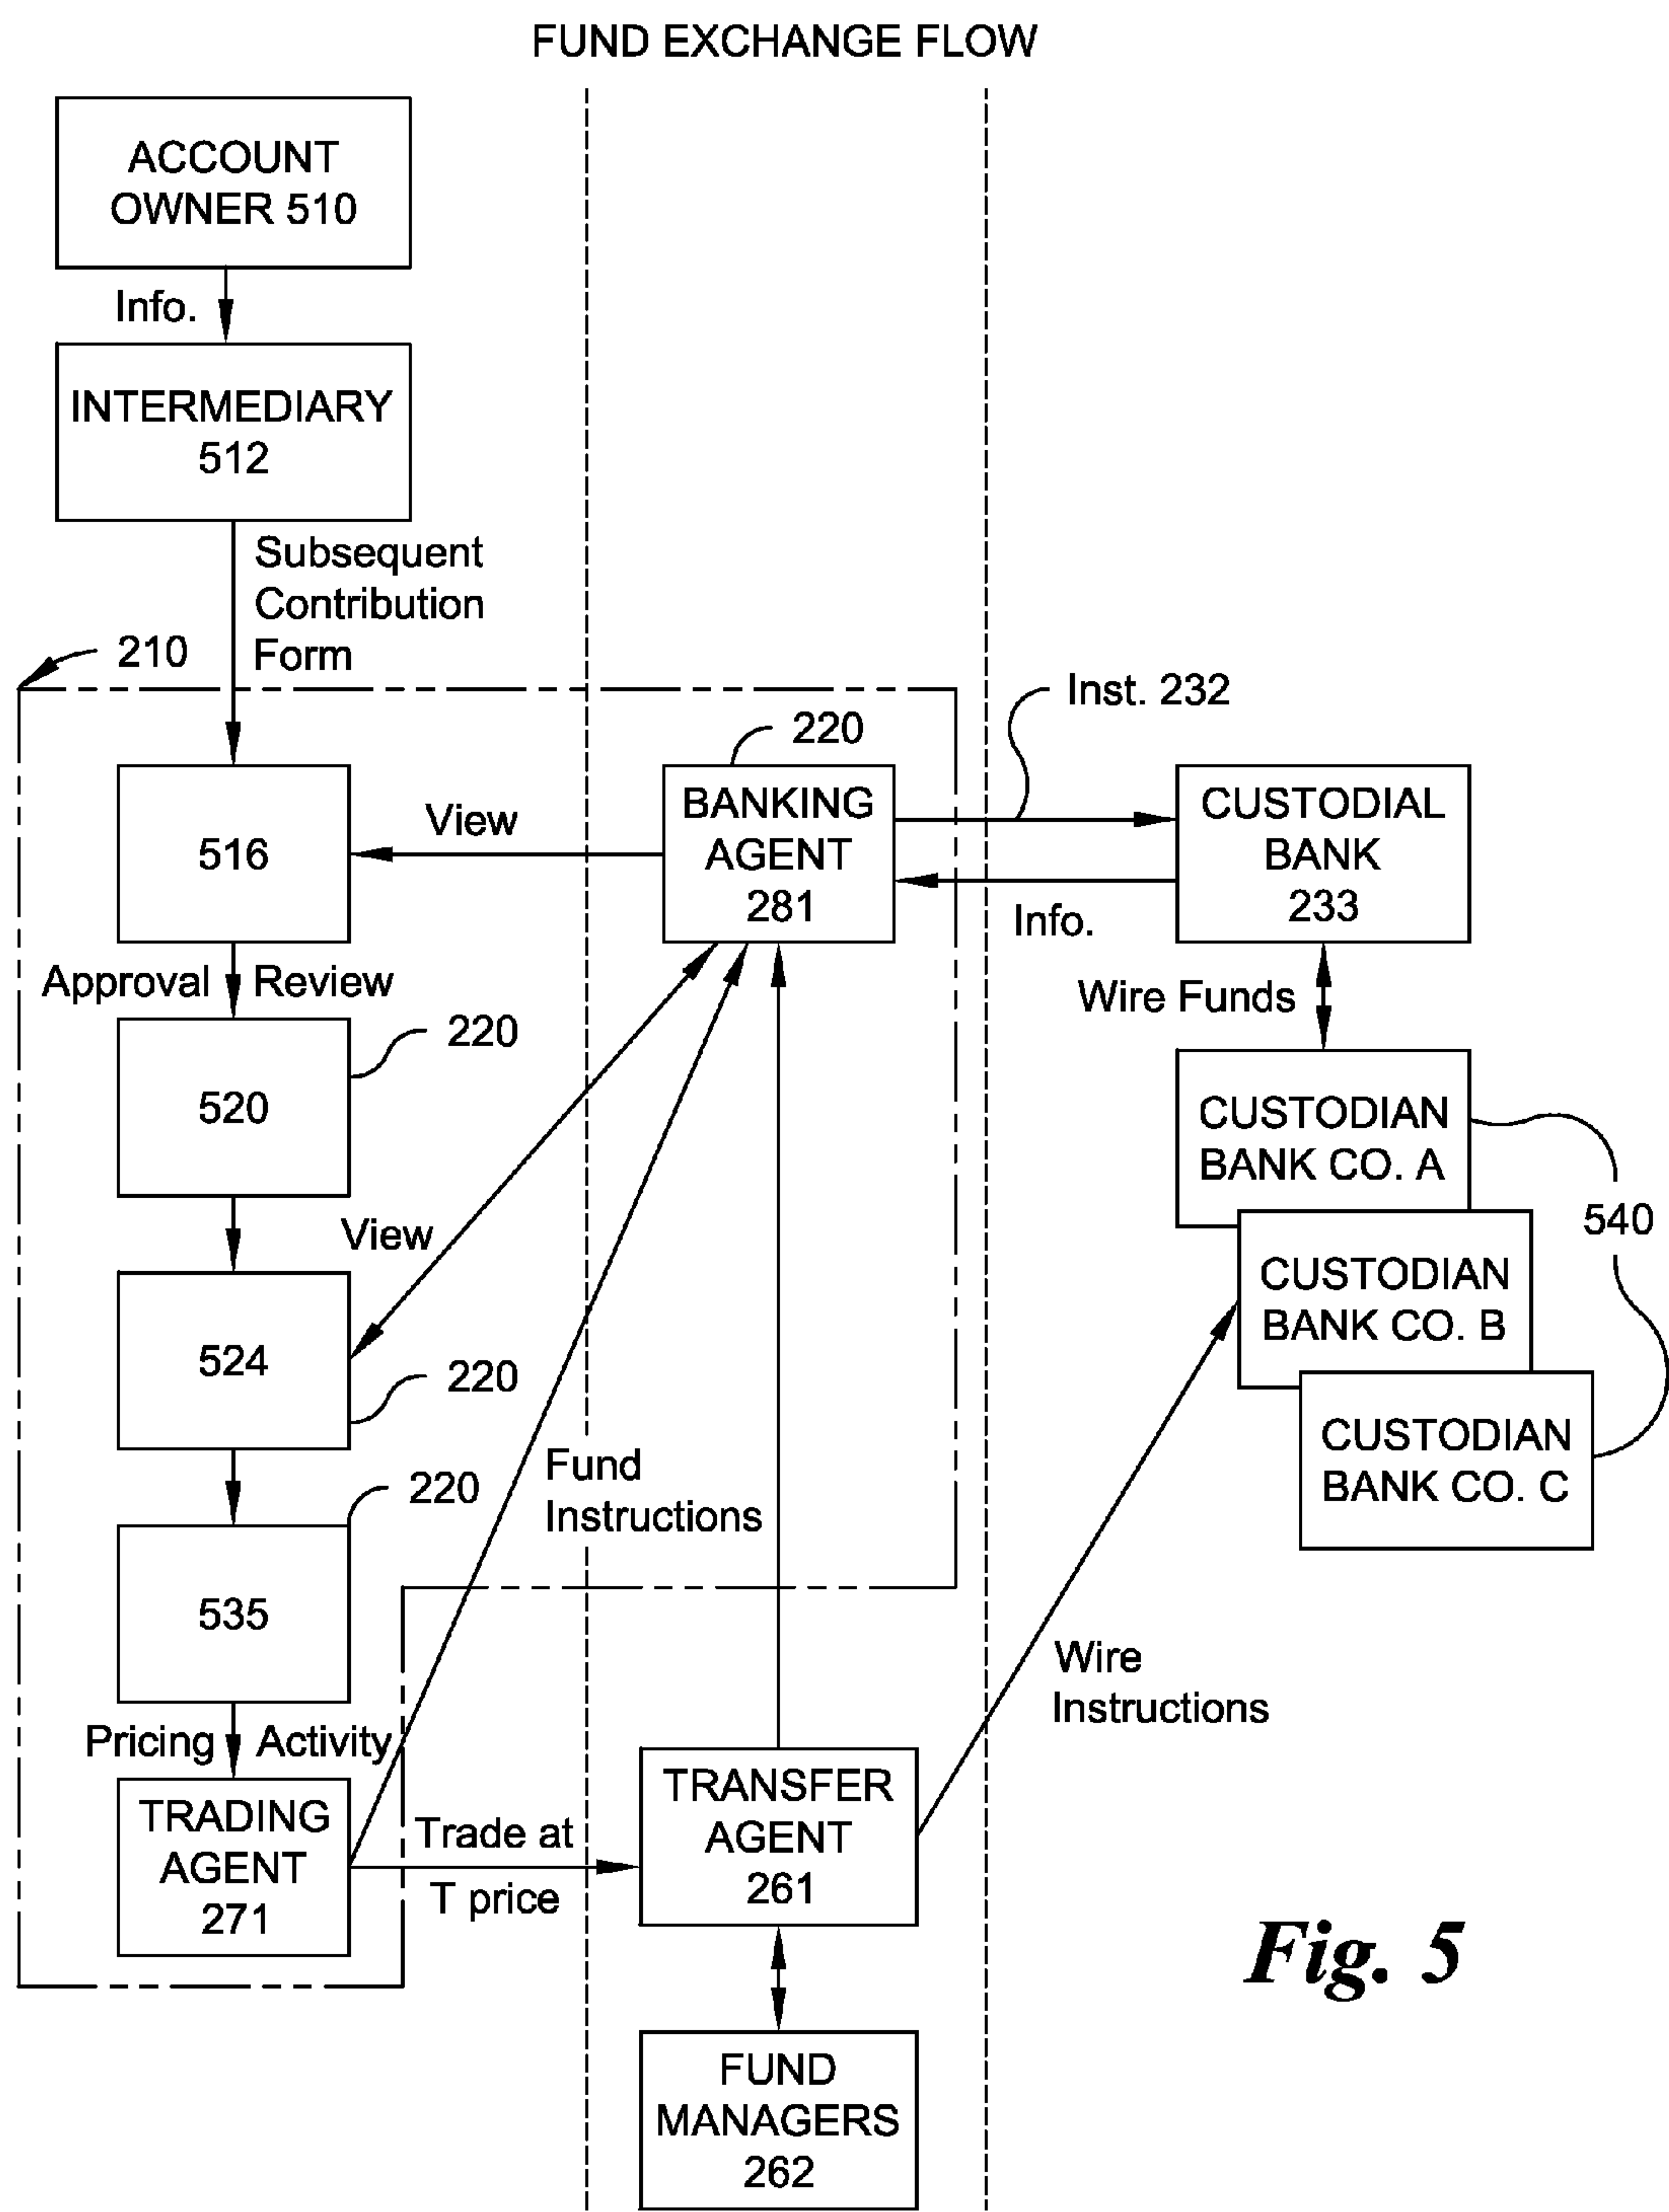 FUND EXCHANGE FLOW
ACCOUNT
OWNER 510
Info.
INTERMEDIARY
512
Subsequent
Contribution
Form
210
Inst. 232
220
516
View
BANKING
AGENT
281
CUSTODIAL
BANK
233
Info.
Approval Review
Wire Funds
220
520
CUSTODIAN
BANK CO. A
540
View
524
220
CUSTODIAN
BANK CO. B
CUSTODIAN
BANK CO. C
Fund
Instructions
220
535
Wire
Instructions
Pricing Activity
TRADING
AGENT
271
Trade at
T price
TRANSFER
AGENT
261
Fig. 5
FUND
MANAGERS
262